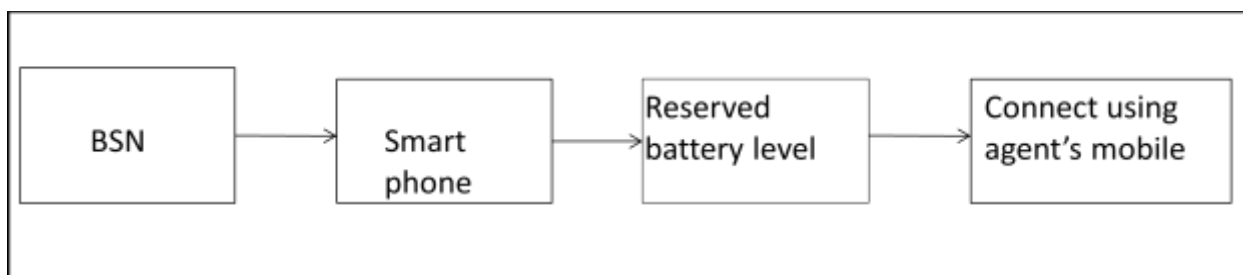 BSN
Smart
phone
Reserved
battery level
Connect using
agent’s mobile